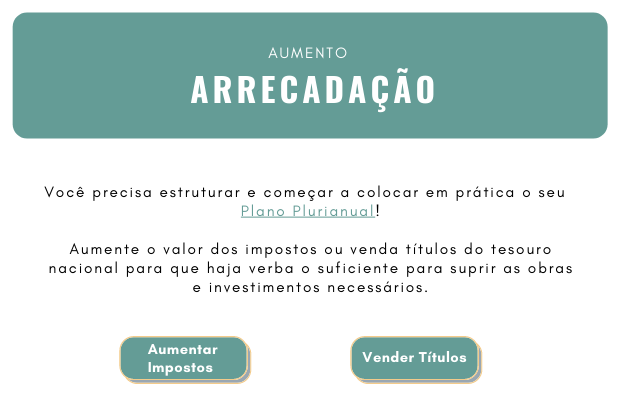 AUMENTO
ARRECADAÇÃO
Você precisa estruturar e começar a colocar em prática o seu
Plano Plurianual!
Aumente o valor dos impostos ou venda títulos do tesouro
nacional para que haja verba o suficiente para suprir as obras
e investimentos necessários.
Aumentar
Impostos
Vender Títulos